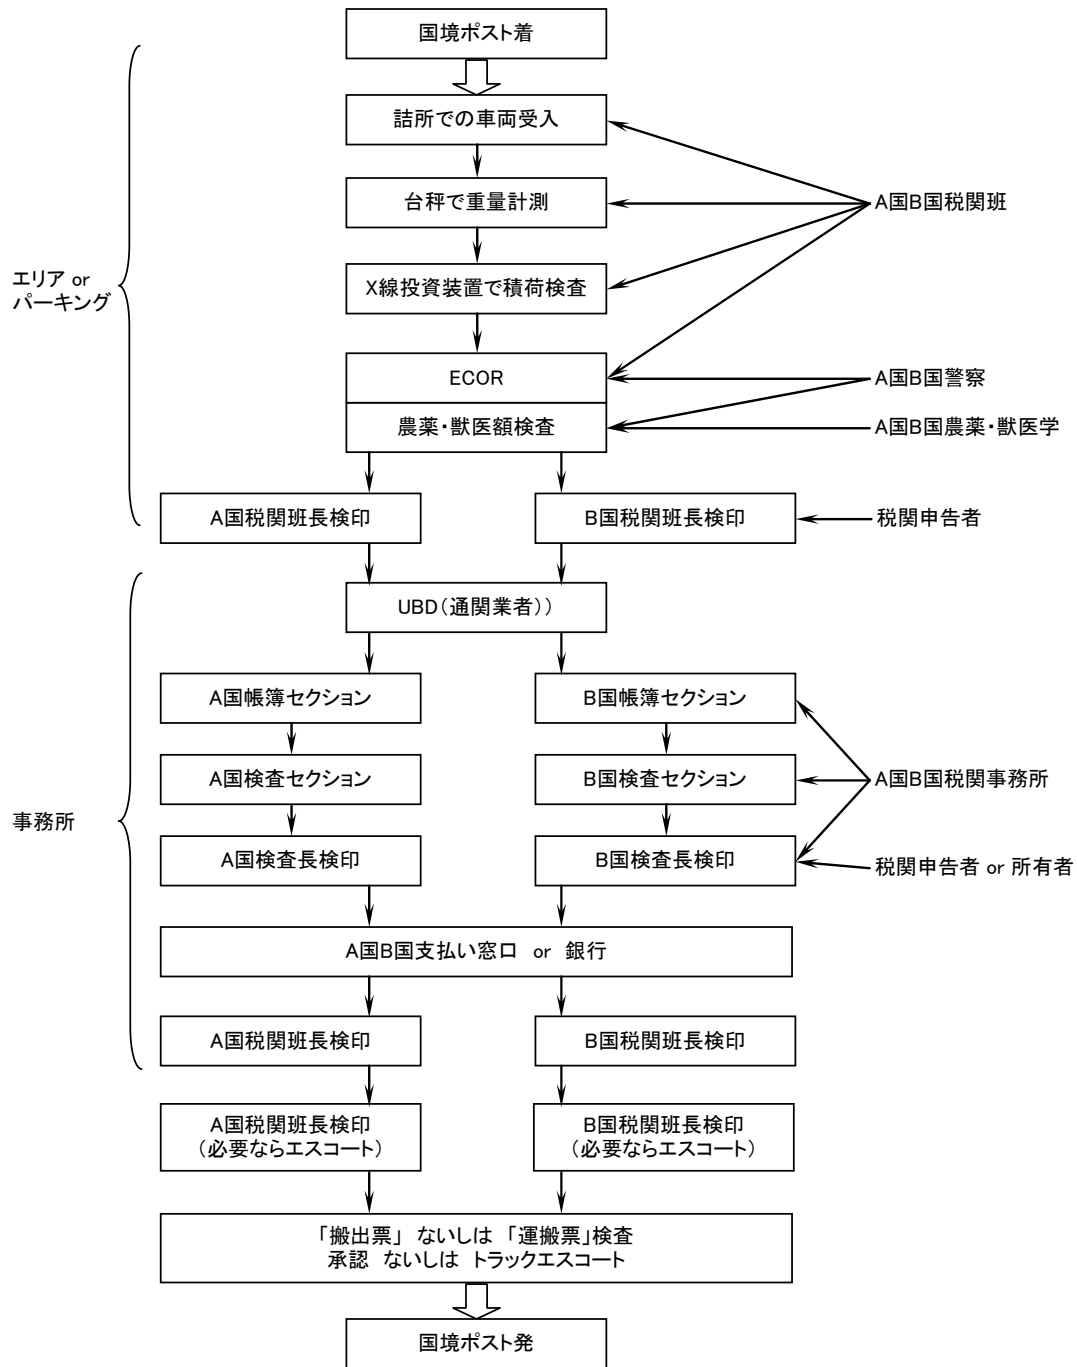 国境ポスト着
詰所での車両受入
台秤で重量計測
A国B国税関班
エリア or
パーキング
X線投資装置で積荷検査
ECOR
A国B国警察
農薬・獣医額検査
A国B国農薬・獣医学
A国税関班長検印
B国税関班長検印
税関申告者
UBD(通関業者))
A国帳簿セクション
B国帳簿セクション
A国検査セクション
B国検査セクション
A国B国税関事務所
事務所
A国検査長検印
B国検査長検印
税関申告者 or 所有者
A国B国支払い窓口 or 銀行
A国税関班長検印
B国税関班長検印
A国税関班長検印
(必要ならエスコート)
B国税関班長検印
(必要ならエスコート)
「搬出票」 ないしは 「運搬票」検査
承認 ないしは トラックエスコート
国境ポスト発